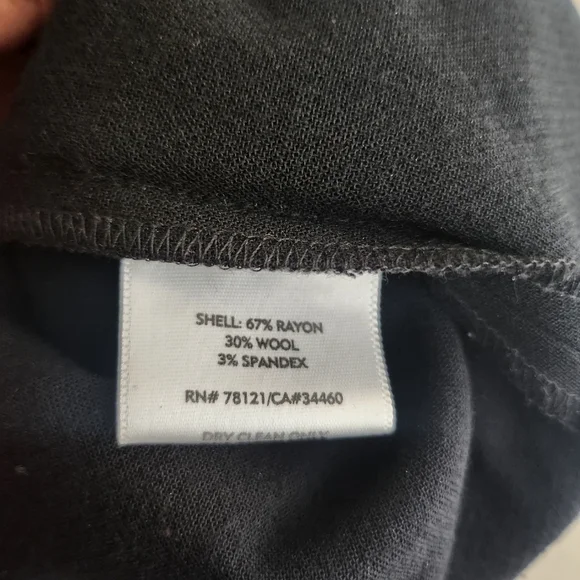 SHELL: 67% RAYON
30% WOOL
3% SPANDEX
RN# 78121/CA#34460
DRY CLEAN ONLY